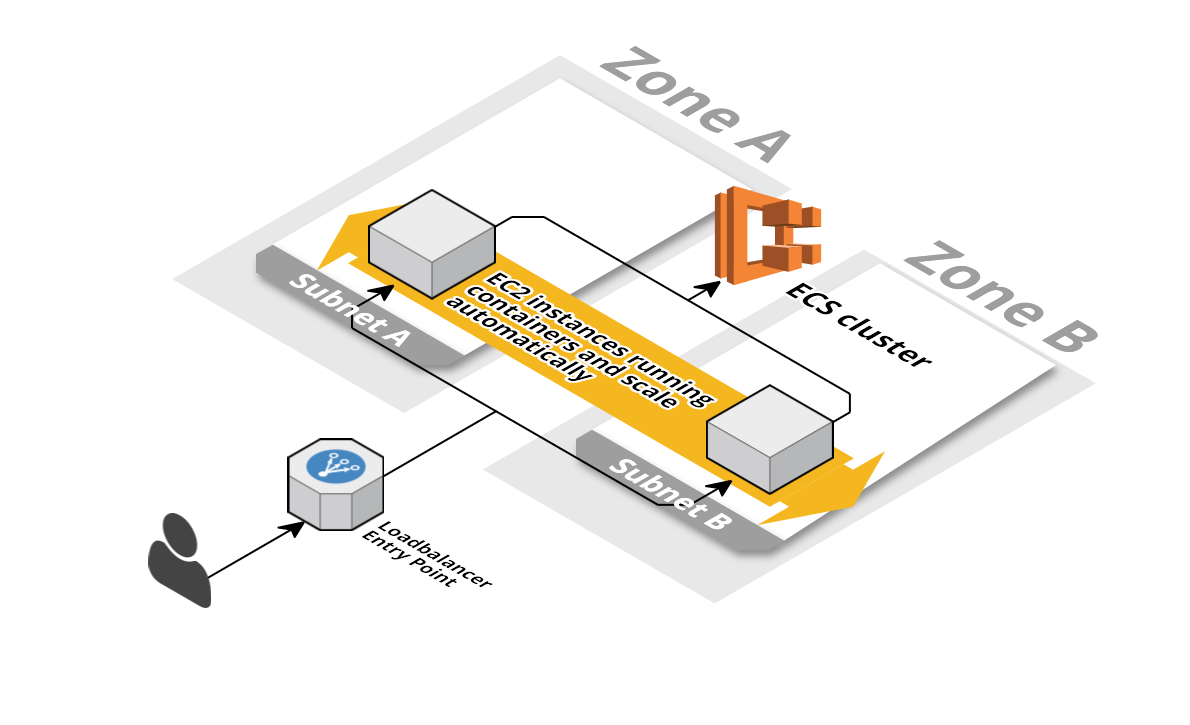 Zone A
Zone B
ECS cluster
Subnet A
EC2 instances running
containers and scale
automatically
Subnet B
Loadbalancer
Entry Point